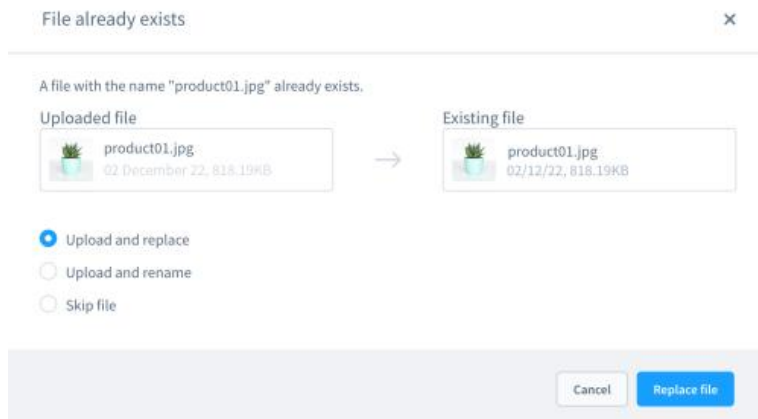 File already exists
A file with the name "product01.jpg" already exists.
Uploaded file
product01.jpg
02 December 22, 818.19KB
Existing file
product01.jpg
02/12/22, 818.19KB
Upload and replace
Upload and rename
Skip file
Cancel
Replace file